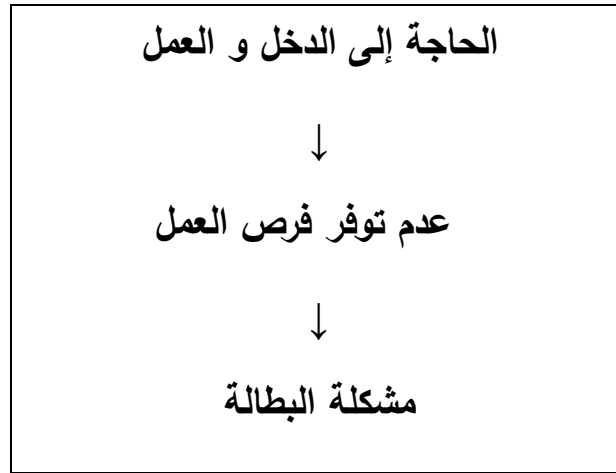 الحاجة إلى الدخل و العمل
↓
عدم توفر فرص العمل
↓
مشكلة البطالة